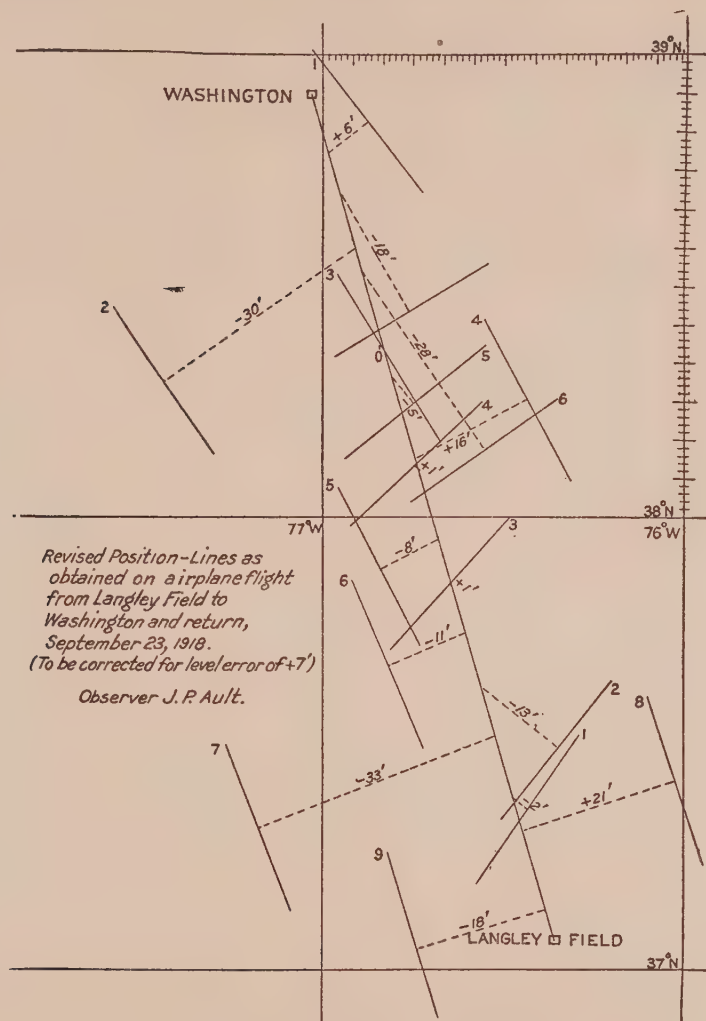 39°N.
1
WASHINGTON
+6'
-18'
3
2
-30'
4
0'
-28'
5
-5'
4
6
+16'
+1'
5
38°N
77°W
3
76°W
Revised Position-Lines as
obtained on airplane flight
from Langley Field to
Washington and return,
September 23, 1918.
(To be corrected for level error of +7')
Observer J. P. Ault.
-8'
6
+1'
-11'
2
8
-13'
1
7
-33'
-2'
+21'
9
-18'
LANGLEY FIELD
37°N